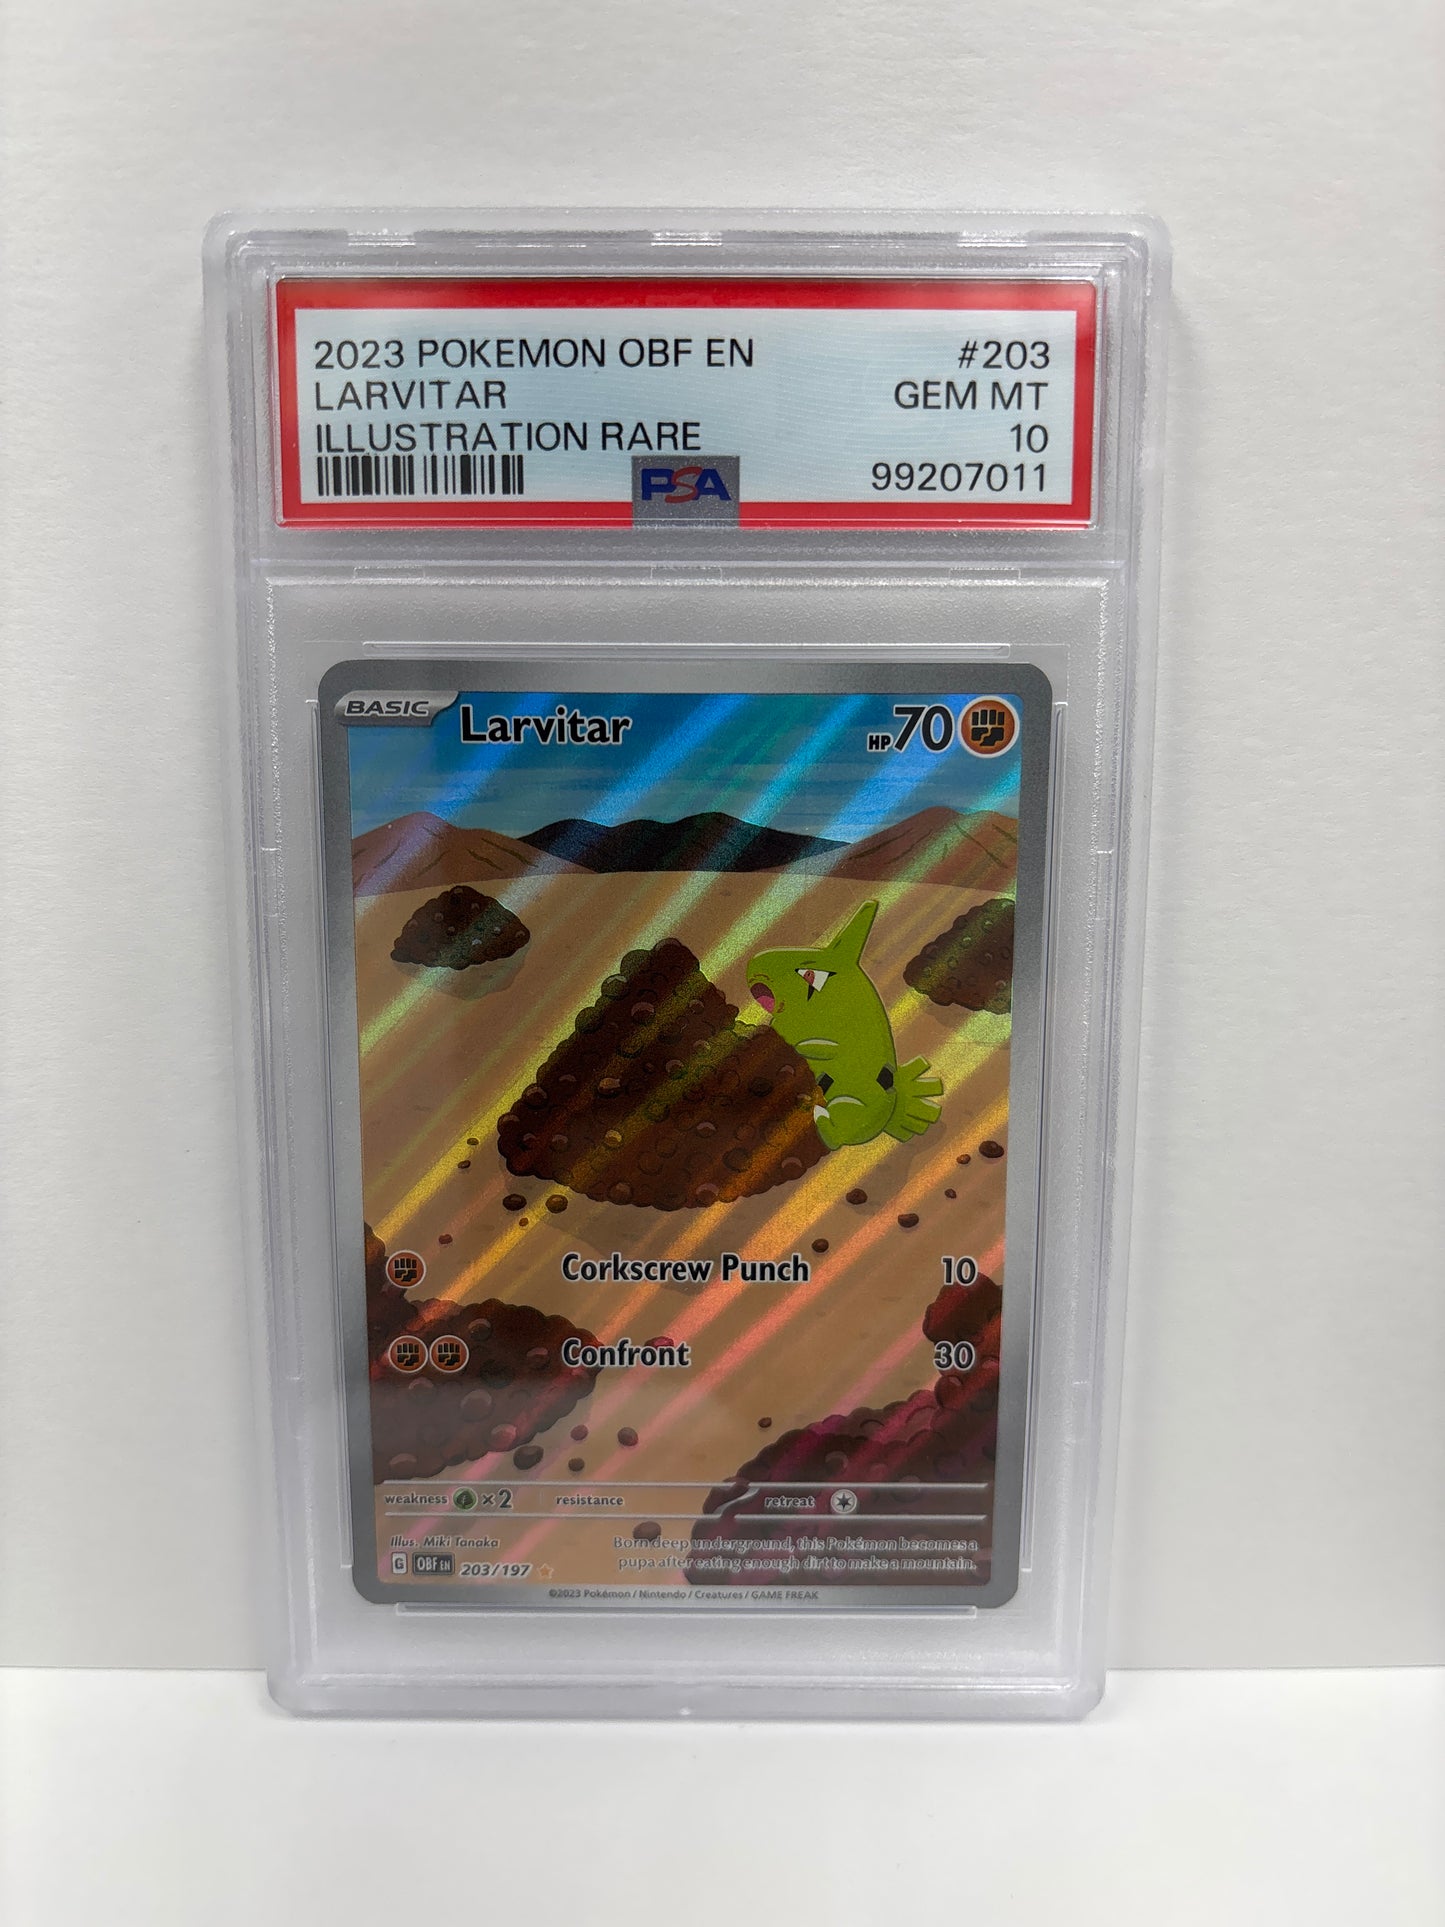 2023 POKEMON OBF EN #203
LARVITAR GEM MT
ILLUSTRATION RARE 10
PSA 99207011
BASIC Larvitar HP 70
Corkscrew Punch 10
Confront 30
weakness ×2 resistance retreat
Illus. Miki Tanaka
Born deep underground, this Pokémon becomes a
pupa after eating enough dirt to make a mountain.
G OBF EN 203/197
©2023 Pokémon / Nintendo / Creatures / GAME FREAK